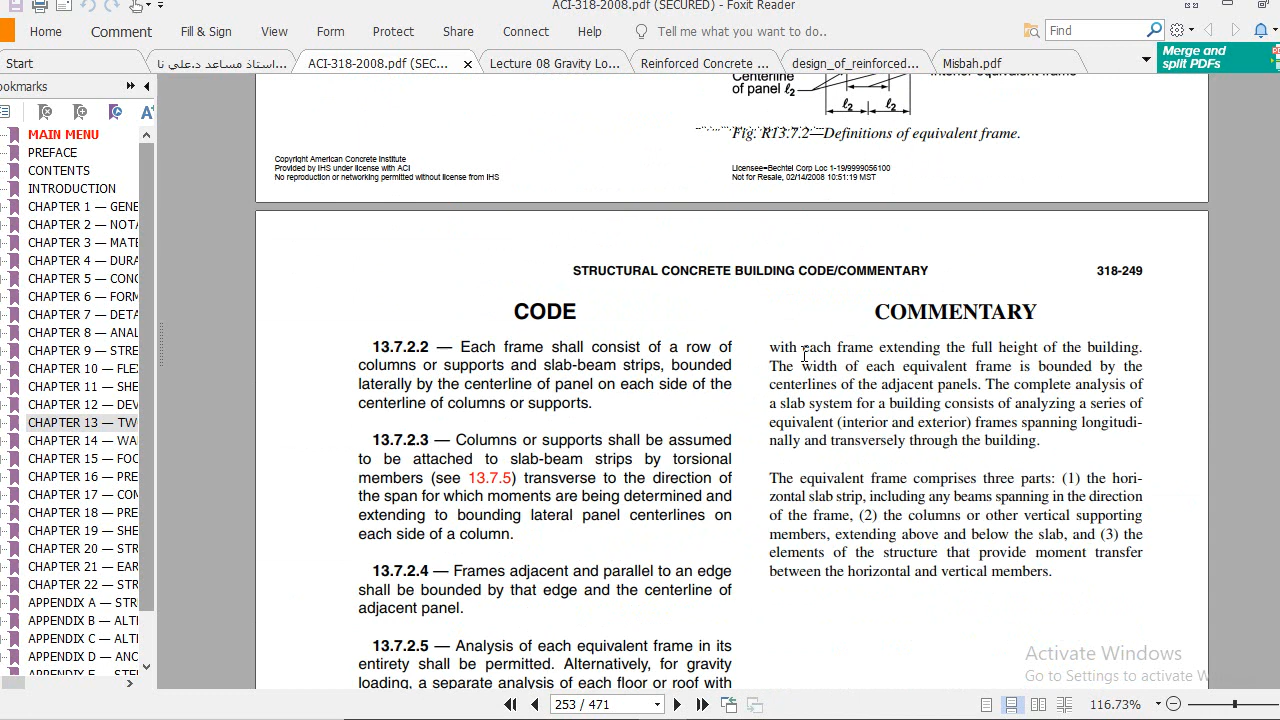 ACI-318-2008.pdf (SECURED) - Foxit Reader
Home Comment Fill & Sign View Form Protect Share Connect Help Tell me what you want to do.. Find
Start استاذ مساعد د.علي نا... ACI-318-2008.pdf (SEC... Lecture 08 Gravity Lo... Reinforced Concrete ... design_of_reinforced... Misbah.pdf
Merge and
split PDFs
ookmarks
MAIN MENU
PREFACE
CONTENTS
INTRODUCTION
CHAPTER 1 — GENE
CHAPTER 2 — NOTA
CHAPTER 3 — MATE
CHAPTER 4 — DURA
CHAPTER 5 — CONC
CHAPTER 6 — FORM
CHAPTER 7 — DETA
CHAPTER 8 — ANAL
CHAPTER 9 — STRE
CHAPTER 10 — FLEX
CHAPTER 11 — SHE
CHAPTER 12 — DEV
CHAPTER 13 — TW
CHAPTER 14 — WA
CHAPTER 15 — FOC
CHAPTER 16 — PRE
CHAPTER 17 — COM
CHAPTER 18 — PRE
CHAPTER 19 — SHE
CHAPTER 20 — STR
CHAPTER 21 — EAR
CHAPTER 22 — STR
APPENDIX A — STR
APPENDIX B — ALTI
APPENDIX C — ALTI
APPENDIX D — ANC
Centerline
of panel ℓ2
ℓ2 ℓ2
Fig. R13.7.2—Definitions of equivalent frame.
Copyright American Concrete Institute
Provided by IHS under license with ACI
No reproduction or networking permitted without license from IHS
Licensee=Bechtel Corp Loc 1-19/9999056100
Not for Resale, 02/14/2008 10:51:19 MST
STRUCTURAL CONCRETE BUILDING CODE/COMMENTARY 318-249
CODE
13.7.2.2 — Each frame shall consist of a row of
columns or supports and slab-beam strips, bounded
laterally by the centerline of panel on each side of the
centerline of columns or supports.
13.7.2.3 — Columns or supports shall be assumed
to be attached to slab-beam strips by torsional
members (see 13.7.5) transverse to the direction of
the span for which moments are being determined and
extending to bounding lateral panel centerlines on
each side of a column.
13.7.2.4 — Frames adjacent and parallel to an edge
shall be bounded by that edge and the centerline of
adjacent panel.
13.7.2.5 — Analysis of each equivalent frame in its
entirety shall be permitted. Alternatively, for gravity
loading, a separate analysis of each floor or roof with
COMMENTARY
with each frame extending the full height of the building.
The width of each equivalent frame is bounded by the
centerlines of the adjacent panels. The complete analysis of
a slab system for a building consists of analyzing a series of
equivalent (interior and exterior) frames spanning longitudi-
nally and transversely through the building.
The equivalent frame comprises three parts: (1) the hori-
zontal slab strip, including any beams spanning in the direction
of the frame, (2) the columns or other vertical supporting
members, extending above and below the slab, and (3) the
elements of the structure that provide moment transfer
between the horizontal and vertical members.
Activate Windows
Go to Settings to activate W
253 / 471
116.73%